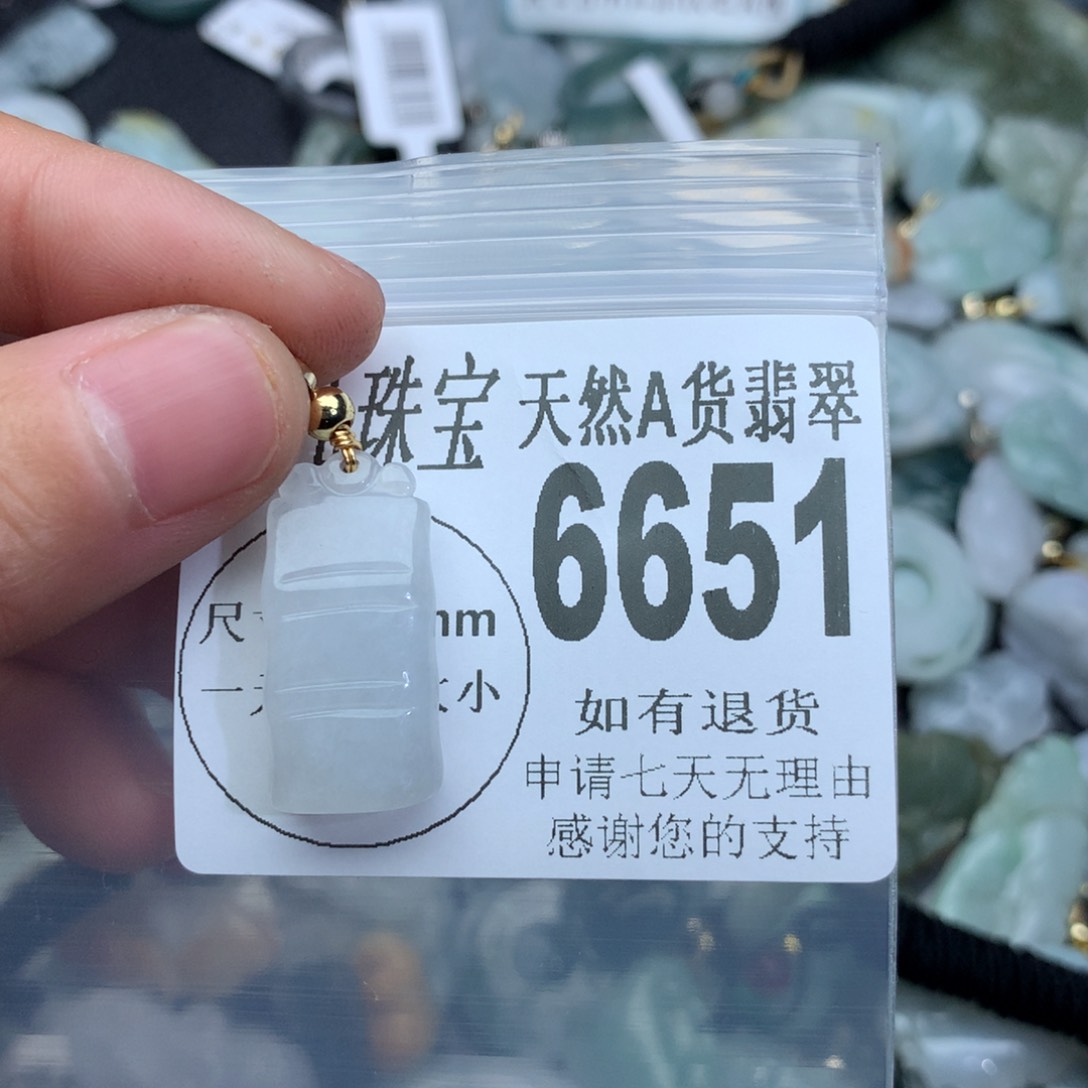 珠宝 天然A货翡翠
6651
尺 mm
一 小
如有退货
申请七天无理由
感谢您的支持